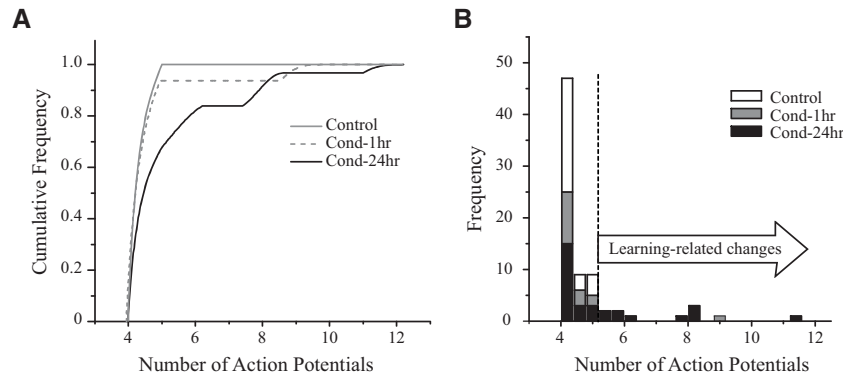 A
1.0
0.8
0.6
0.4
0.2
0
Cumulative Frequency
Control
Cond-1hr
Cond-24hr
4
6
8
10
12
Number of Action Potentials
B
50
40
30
20
10
0
Frequency
Control
Cond-1hr
Cond-24hr
Learning-related changes
4
6
8
10
12
Number of Action Potentials